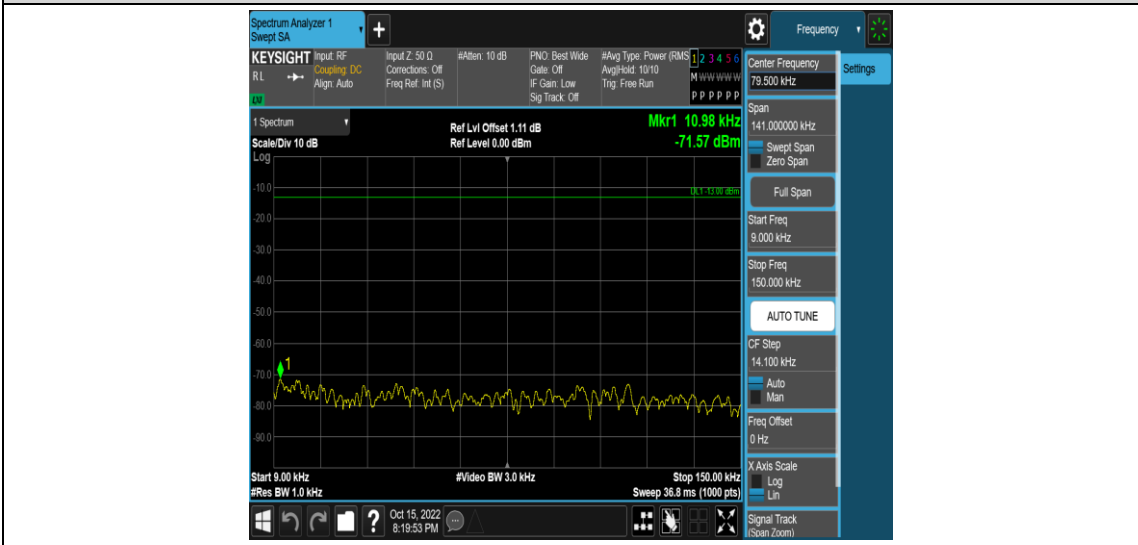 Spectrum Analyzer 1
Swept SA
+
Frequency
KEYSIGHT
RL
LXI
Input: RF
Coupling: DC
Align: Auto
Input Z: 50 Ω
Corrections: Off
Freq Ref: Int (S)
#Atten: 10 dB
PNO: Best Wide
Gate: Off
IF Gain: Low
Sig Track: Off
#Avg Type: Power (RMS
Avg|Hold: 10/10
Trig: Free Run
1 2 3 4 5 6
M W W W W W
P P P P P P
1 Spectrum
Scale/Div 10 dB
Log
Ref Lvl Offset 1.11 dB
Ref Level 0.00 dBm
Mkr1 10.98 kHz
-71.57 dBm
DL1 -13.00 dBm
-10.0
-20.0
-30.0
-40.0
-50.0
-60.0
-70.0
-80.0
-90.0
1
Start 9.00 kHz
#Res BW 1.0 kHz
#Video BW 3.0 kHz
Stop 150.00 kHz
Sweep 36.8 ms (1000 pts)
?
Oct 15, 2022
8:19:53 PM
Center Frequency
79.500 kHz
Span
141.000000 kHz
Swept Span
Zero Span
Full Span
Start Freq
9.000 kHz
Stop Freq
150.000 kHz
AUTO TUNE
CF Step
14.100 kHz
Auto
Man
Freq Offset
0 Hz
X Axis Scale
Log
Lin
Signal Track
(Span Zoom)
Settings